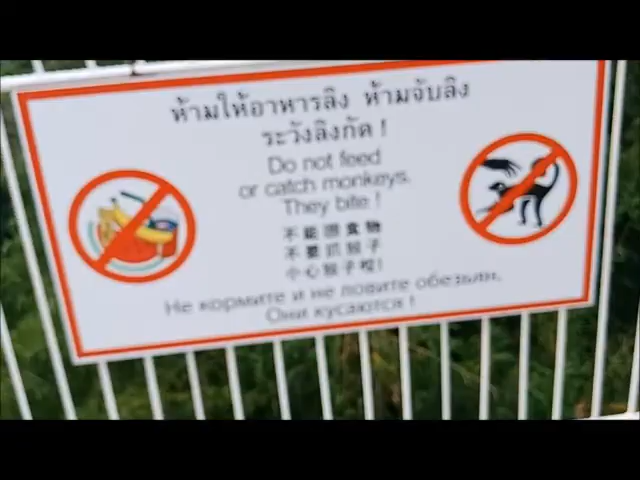 ห้ามให้อาหารลิง ห้ามจับลิง
ระวังลิงกัด !
Do not feed
or catch monkeys.
They bite !
不能喂食物
不要抓猴子
小心猴子咬!
Не кормите и не ловите обезьян.
Они кусаются !